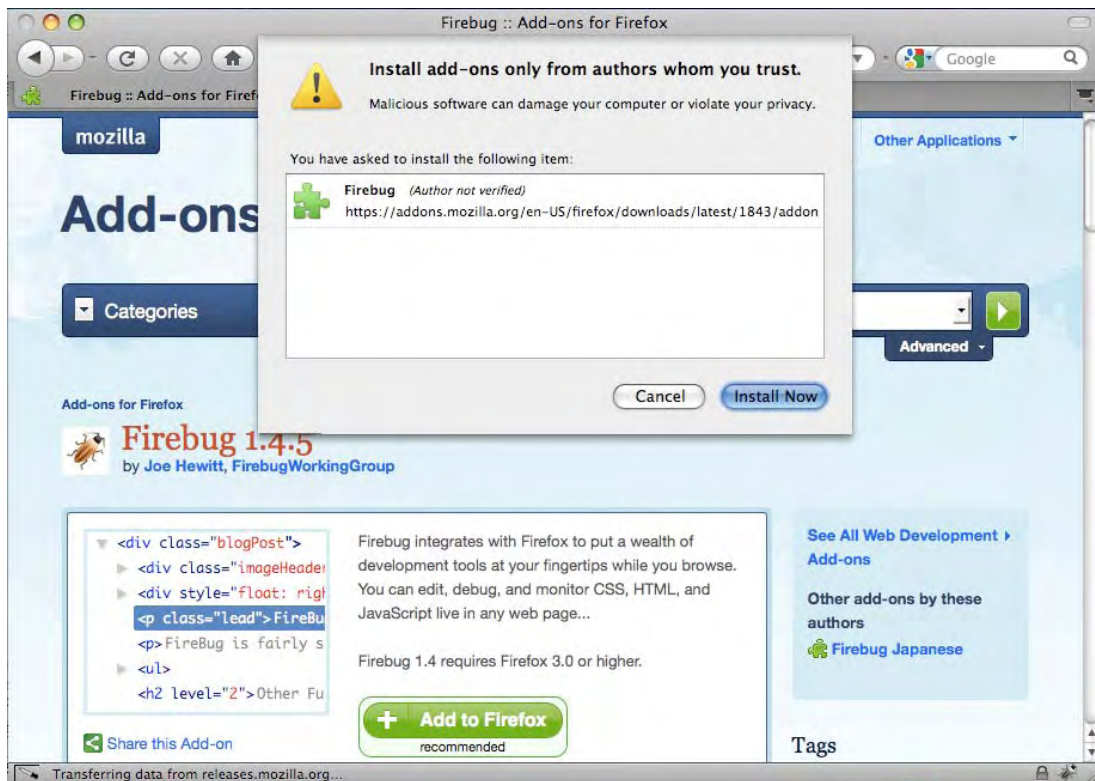 Firebug :: Add-ons for Firefox
Google
Firebug :: Add-ons for Firef
Install add-ons only from authors whom you trust.
Malicious software can damage your computer or violate your privacy.
You have asked to install the following item:
Firebug (Author not verified)
https://addons.mozilla.org/en-US/firefox/downloads/latest/1843/addon
Cancel
Install Now
mozilla
Other Applications
Add-ons
Categories
Advanced
Add-ons for Firefox
Firebug 1.4.5
by Joe Hewitt, FirebugWorkingGroup
<div class="blogPost">
<div class="imageHeader
<div style="float: righ
<p class="lead">FireBu
<p>FireBug is fairly s
<ul>
<h2 level="2">Other Fu
Share this Add-on
Firebug integrates with Firefox to put a wealth of
development tools at your fingertips while you browse.
You can edit, debug, and monitor CSS, HTML, and
JavaScript live in any web page...
Firebug 1.4 requires Firefox 3.0 or higher.
+ Add to Firefox
recommended
See All Web Development
Add-ons
Other add-ons by these
authors
Firebug Japanese
Tags
Transferring data from releases.mozilla.org...